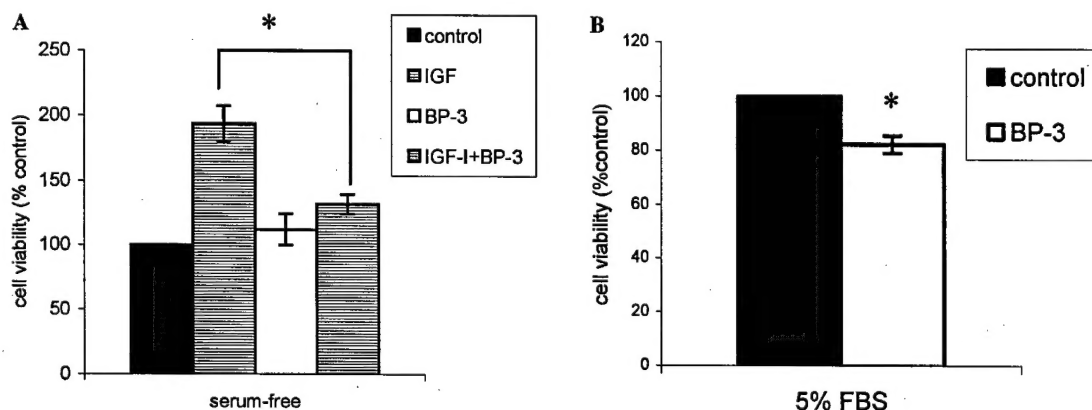 A
*
control
IGF
BP-3
IGF-I+BP-3
250
200
150
100
50
0
cell viability (% control)
serum-free
B
*
control
BP-3
120
100
80
60
40
20
0
cell viability (%control)
5% FBS